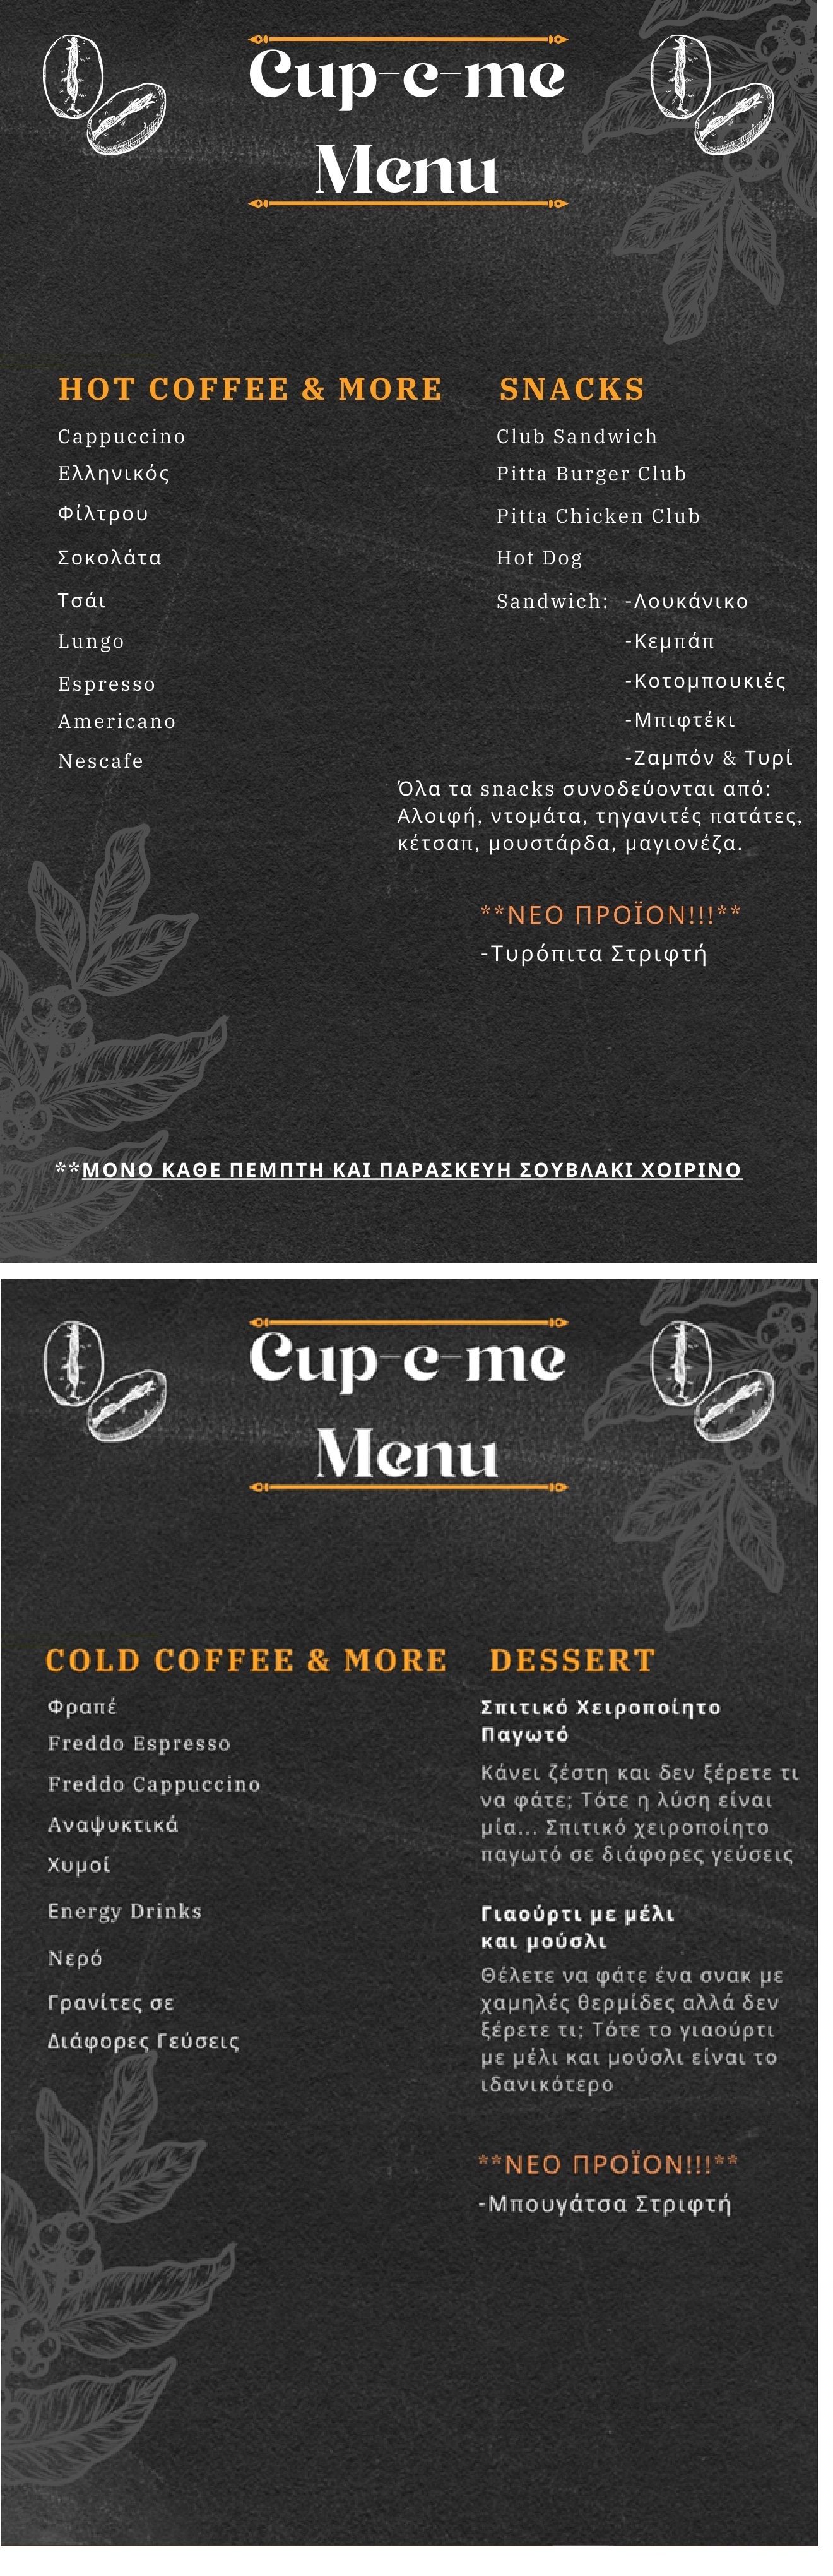 Cup-e-me
Menu
HOT COFFEE & MORE
Cappuccino
Ελληνικός
Φίλτρου
Σοκολάτα
Τσάι
Lungo
Espresso
Americano
Nescafe
SNACKS
Club Sandwich
Pitta Burger Club
Pitta Chicken Club
Hot Dog
Sandwich: -Λουκάνικο
-Κεμπάπ
-Κοτομπουκιές
-Μπιφτέκι
-Ζαμπόν & Τυρί
Όλα τα snacks συνοδεύονται από:
Αλοιφή, ντομάτα, τηγανιτές πατάτες,
κέτσαπ, μουστάρδα, μαγιονέζα.
**ΝΕΟ ΠΡΟΪΟΝ!!!**
-Τυρόπιτα Στριφτή
**ΜΟΝΟ ΚΑΘΕ ΠΕΜΠΤΗ ΚΑΙ ΠΑΡΑΣΚΕΥΗ ΣΟΥΒΛΑΚΙ ΧΟΙΡΙΝΟ
Cup-e-me
Menu
COLD COFFEE & MORE
Φραπέ
Freddo Espresso
Freddo Cappuccino
Αναψυκτικά
Χυμοί
Energy Drinks
Νερό
Γρανίτες σε
Διάφορες Γεύσεις
DESSERT
Σπιτικό Χειροποίητο
Παγωτό
Κάνει ζέστη και δεν ξέρετε τι
να φάτε; Τότε η λύση είναι
μία... Σπιτικό χειροποίητο
παγωτό σε διάφορες γεύσεις
Γιαούρτι με μέλι
και μούσλι
Θέλετε να φάτε ένα σνακ με
χαμηλές θερμίδες αλλά δεν
ξέρετε τι; Τότε το γιαούρτι
με μέλι και μούσλι είναι το
ιδανικότερο
**ΝΕΟ ΠΡΟΪΟΝ!!!**
-Μπουγάτσα Στριφτή